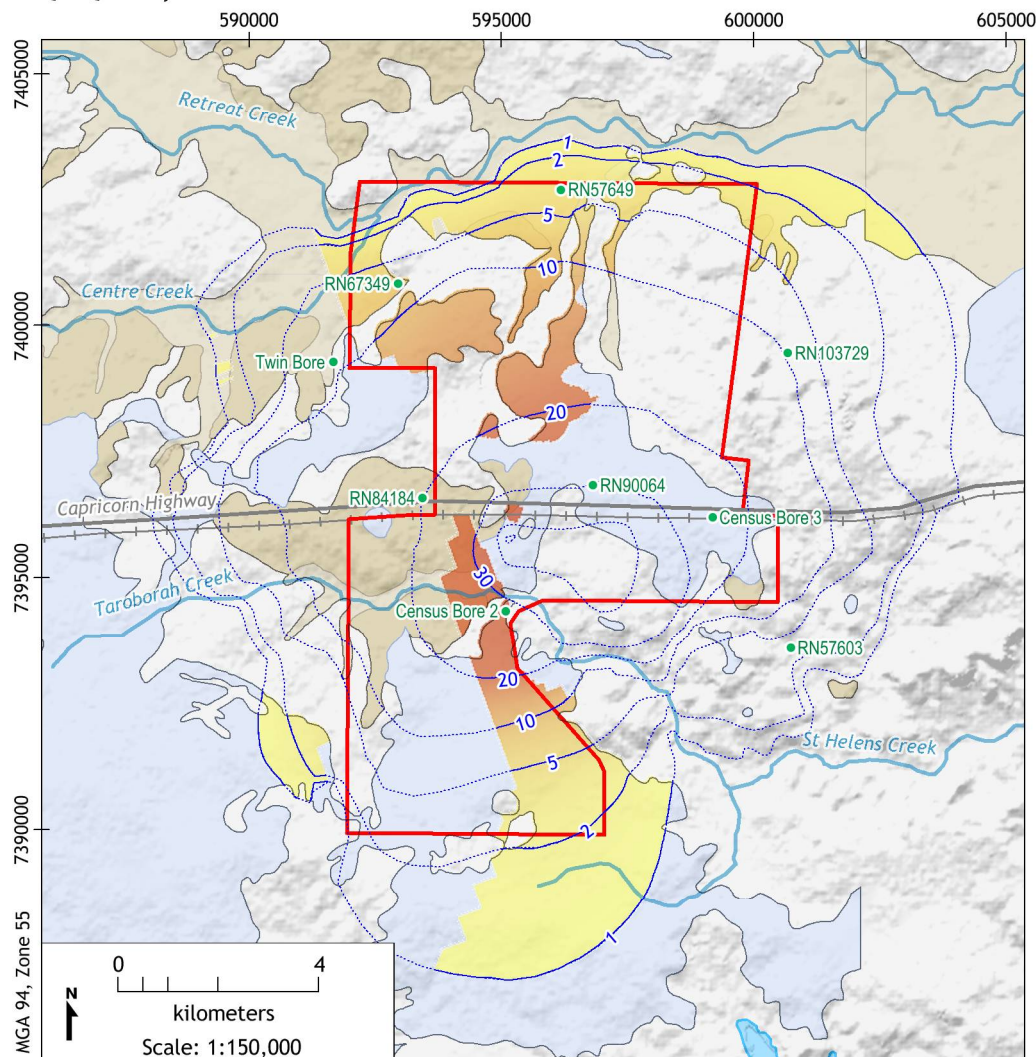 590000
595000
600000
605000
7405000
7400000
7395000
7390000
MGA 94, Zone 55
Retreat Creek
1
2
RN57649
5
RN67349
10
Centre Creek
Twin Bore
RN103729
20
RN84184
RN90064
Capricorn Highway
Census Bore 3
30
Taroborah Creek
Census Bore 2
RN57603
20
10
St Helens Creek
5
2
1
0
4
N
kilometers
Scale: 1:150,000